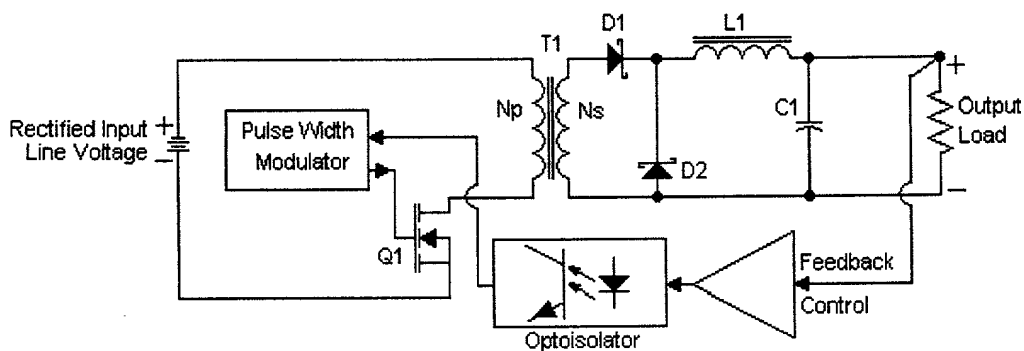 D1
L1
T1
+
Np
Ns
C1
Output
Load
Rectified Input
Line Voltage
+
−
Pulse Width
Modulator
D2
−
Q1
Feedback
Control
Optoisolator